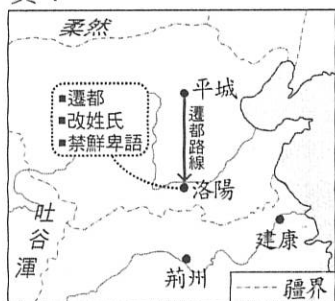 柔然
■遷都
■改姓氏
■禁鮮卑語
平城
遷都路線
洛陽
吐谷渾
建康
荊州
----疆界